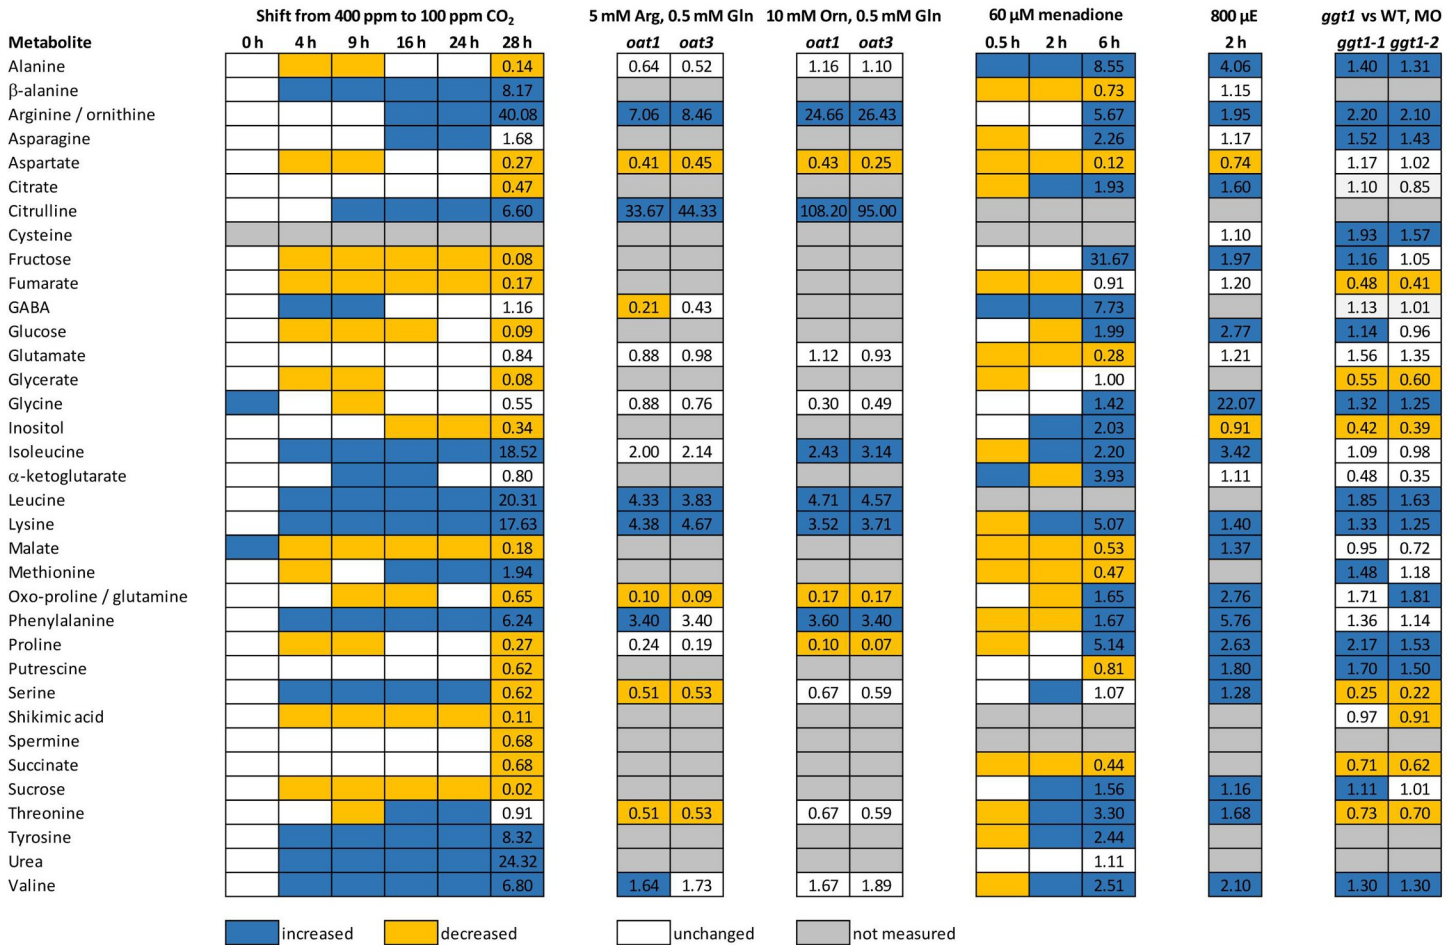 Shift from 400 ppm to 100 ppm CO₂ 5 mM Arg, 0.5 mM Gln 10 mM Orn, 0.5 mM Gln 60 µM menadione 800 µE ggt1 vs WT, MO
Metabolite 0 h 4 h 9 h 16 h 24 h 28 h oat1 oat3 oat1 oat3 0.5 h 2 h 6 h 2 h ggt1-1 ggt1-2
Alanine 0.14 0.64 0.52 1.16 1.10 8.55 4.06 1.40 1.31
β-alanine 8.17 0.73 1.15
Arginine / ornithine 40.08 7.06 8.46 24.66 26.43 5.67 1.95 2.20 2.10
Asparagine 1.68 2.26 1.17 1.52 1.43
Aspartate 0.27 0.41 0.45 0.43 0.25 0.12 0.74 1.17 1.02
Citrate 0.47 1.93 1.60 1.10 0.85
Citrulline 6.60 33.67 44.33 108.20 95.00
Cysteine 1.10 1.93 1.57
Fructose 0.08 31.67 1.97 1.16 1.05
Fumarate 0.17 0.91 1.20 0.48 0.41
GABA 1.16 0.21 0.43 7.73 1.13 1.01
Glucose 0.09 1.99 2.77 1.14 0.96
Glutamate 0.84 0.88 0.98 1.12 0.93 0.28 1.21 1.56 1.35
Glycerate 0.08 1.00 0.55 0.60
Glycine 0.55 0.88 0.76 0.30 0.49 1.42 22.07 1.32 1.25
Inositol 0.34 2.03 0.91 0.42 0.39
Isoleucine 18.52 2.00 2.14 2.43 3.14 2.20 3.42 1.09 0.98
α-ketoglutarate 0.80 3.93 1.11 0.48 0.35
Leucine 20.31 4.33 3.83 4.71 4.57 1.85 1.63
Lysine 17.63 4.38 4.67 3.52 3.71 5.07 1.40 1.33 1.25
Malate 0.18 0.53 1.37 0.95 0.72
Methionine 1.94 0.47 1.48 1.18
Oxo-proline / glutamine 0.65 0.10 0.09 0.17 0.17 1.65 2.76 1.71 1.81
Phenylalanine 6.24 3.40 3.40 3.60 3.40 1.67 5.76 1.36 1.14
Proline 0.27 0.24 0.19 0.10 0.07 5.14 2.63 2.17 1.53
Putrescine 0.62 0.81 1.80 1.70 1.50
Serine 0.62 0.51 0.53 0.67 0.59 1.07 1.28 0.25 0.22
Shikimic acid 0.11 0.97 0.91
Spermine 0.68
Succinate 0.68 0.44 0.71 0.62
Sucrose 0.02 1.56 1.16 1.11 1.01
Threonine 0.91 0.51 0.53 0.67 0.59 3.30 1.68 0.73 0.70
Tyrosine 8.32 2.44
Urea 24.32 1.11
Valine 6.80 1.64 1.73 1.67 1.89 2.51 2.10 1.30 1.30
increased decreased unchanged not measured